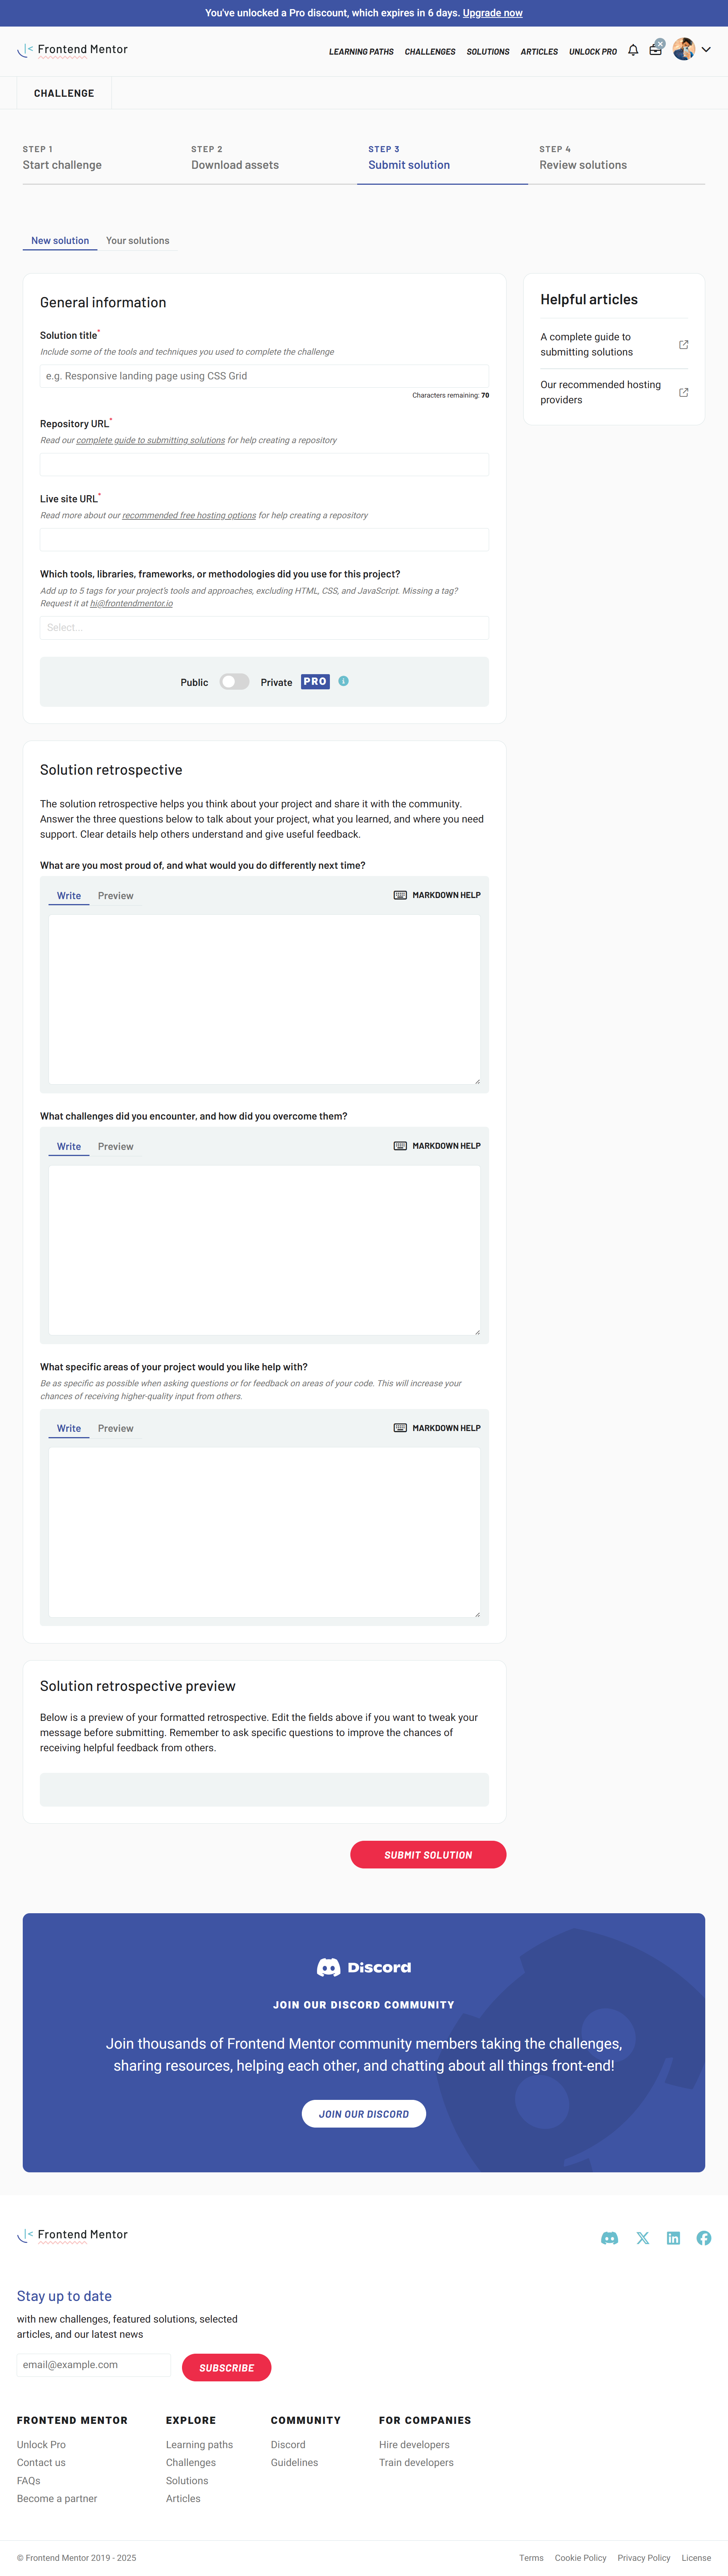 You've unlocked a Pro discount, which expires in 6 days. Upgrade now
Frontend Mentor
LEARNING PATHS CHALLENGES SOLUTIONS ARTICLES UNLOCK PRO
CHALLENGE
STEP 1
Start challenge
STEP 2
Download assets
STEP 3
Submit solution
STEP 4
Review solutions
New solution Your solutions
General information
Solution title*
Include some of the tools and techniques you used to complete the challenge
e.g. Responsive landing page using CSS Grid
Characters remaining: 70
Repository URL*
Read our complete guide to submitting solutions for help creating a repository
Live site URL*
Read more about our recommended free hosting options for help creating a repository
Which tools, libraries, frameworks, or methodologies did you use for this project?
Add up to 5 tags for your project's tools and approaches, excluding HTML, CSS, and JavaScript. Missing a tag?
Request it at hi@frontendmentor.io
Select...
Public Private PRO
Helpful articles
A complete guide to
submitting solutions
Our recommended hosting
providers
Solution retrospective
The solution retrospective helps you think about your project and share it with the community.
Answer the three questions below to talk about your project, what you learned, and where you need
support. Clear details help others understand and give useful feedback.
What are you most proud of, and what would you do differently next time?
Write Preview MARKDOWN HELP
What challenges did you encounter, and how did you overcome them?
Write Preview MARKDOWN HELP
What specific areas of your project would you like help with?
Be as specific as possible when asking questions or for feedback on areas of your code. This will increase your
chances of receiving higher-quality input from others.
Write Preview MARKDOWN HELP
Solution retrospective preview
Below is a preview of your formatted retrospective. Edit the fields above if you want to tweak your
message before submitting. Remember to ask specific questions to improve the chances of
receiving helpful feedback from others.
SUBMIT SOLUTION
Discord
JOIN OUR DISCORD COMMUNITY
Join thousands of Frontend Mentor community members taking the challenges,
sharing resources, helping each other, and chatting about all things front-end!
JOIN OUR DISCORD
Frontend Mentor
Stay up to date
with new challenges, featured solutions, selected
articles, and our latest news
email@example.com SUBSCRIBE
FRONTEND MENTOR
Unlock Pro
Contact us
FAQs
Become a partner
EXPLORE
Learning paths
Challenges
Solutions
Articles
COMMUNITY
Discord
Guidelines
FOR COMPANIES
Hire developers
Train developers
© Frontend Mentor 2019 - 2025
Terms Cookie Policy Privacy Policy License